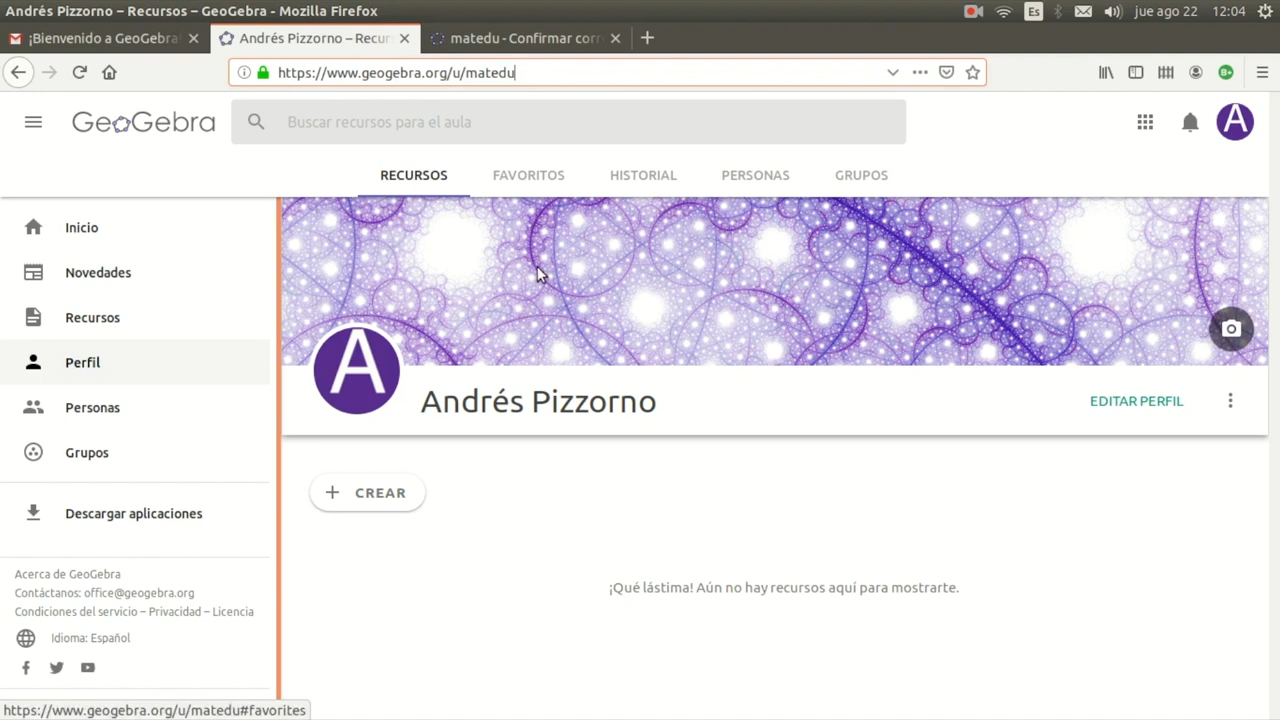 Andrés Pizzorno – Recursos – GeoGebra - Mozilla Firefox
Es
jue ago 22 12:04
¡Bienvenido a GeoGebra
Andrés Pizzorno – Recur
matedu - Confirmar corr
https://www.geogebra.org/u/matedu
B+
GeoGebra
Buscar recursos para el aula
A
RECURSOS
FAVORITOS
HISTORIAL
PERSONAS
GRUPOS
Inicio
Novedades
Recursos
Perfil
Personas
Grupos
Descargar aplicaciones
Acerca de GeoGebra
Contáctanos: office@geogebra.org
Condiciones del servicio – Privacidad – Licencia
Idioma: Español
A
Andrés Pizzorno
EDITAR PERFIL
CREAR
¡Qué lástima! Aún no hay recursos aquí para mostrarte.
https://www.geogebra.org/u/matedu#favorites